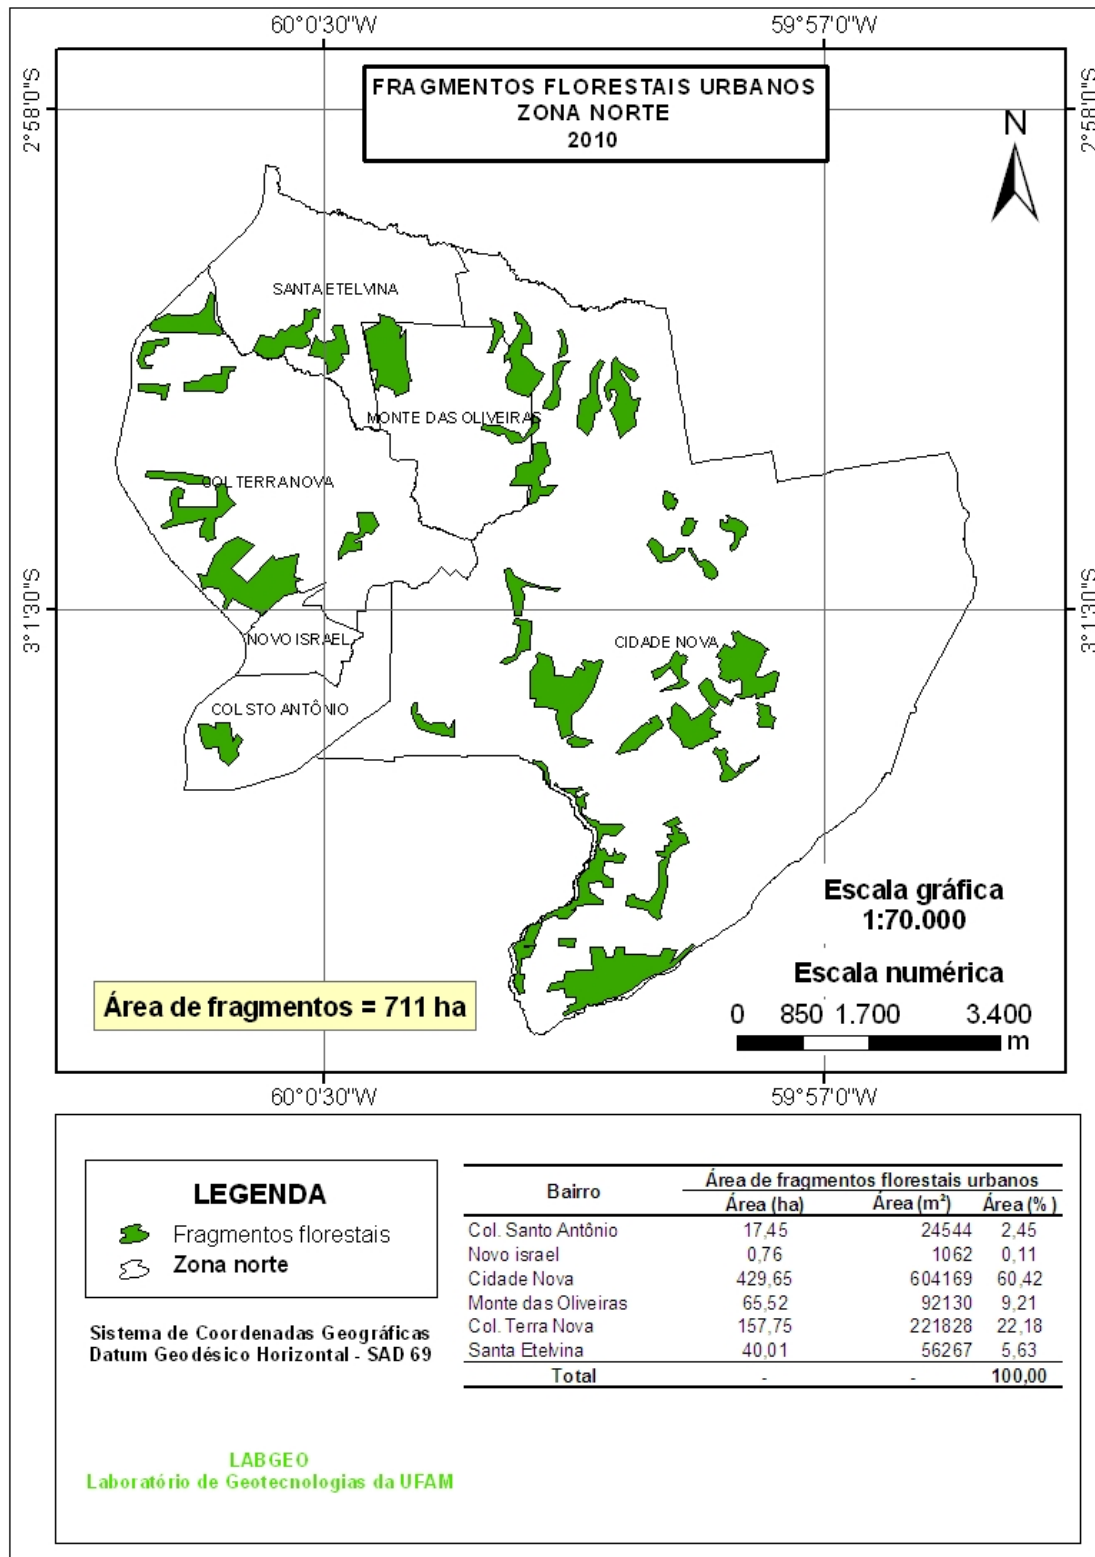 60°0'30"W 59°57'0"W
2°58'0"S 2°58'0"S
FRAGMENTOS FLORESTAIS URBANOS
ZONA NORTE
2010
N
SANTA ETELVINA
MONTE DAS OLIVEIRAS
COL TERRA NOVA
3°1'30"S 3°1'30"S
NOVO ISRAEL
CIDADE NOVA
COL STO ANTÔNIO
Escala gráfica
1:70.000
Escala numérica
Área de fragmentos = 711 ha
0 850 1.700 3.400
m
60°0'30"W 59°57'0"W
LEGENDA
Fragmentos florestais
Zona norte
Sistema de Coordenadas Geográficas
Datum Geodésico Horizontal - SAD 69
LABGEO
Laboratório de Geotecnologias da UFAM
Bairro Área de fragmentos florestais urbanos
Área (ha) Área (m²) Área (%)
Col. Santo Antônio 17,45 24544 2,45
Novo israel 0,76 1062 0,11
Cidade Nova 429,65 604169 60,42
Monte das Oliveiras 65,52 92130 9,21
Col. Terra Nova 157,75 221828 22,18
Santa Etelvina 40,01 56267 5,63
Total - - 100,00